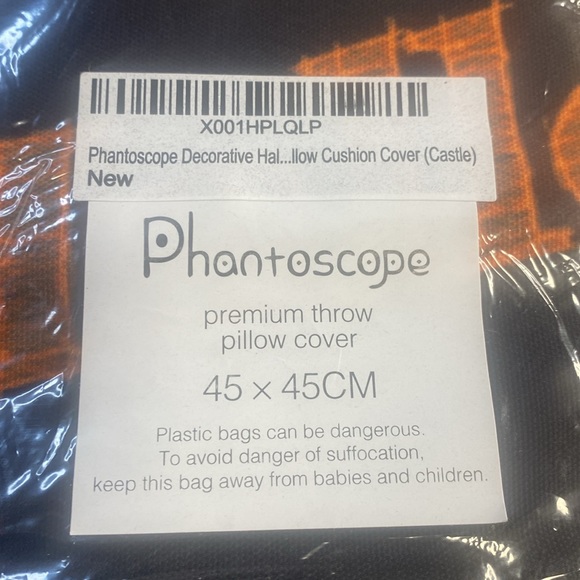 X001HPLQLP
Phantoscope Decorative Hal...llow Cushion Cover (Castle)
New
Phantoscope
premium throw
pillow cover
45 × 45CM
Plastic bags can be dangerous.
To avoid danger of suffocation,
keep this bag away from babies and children.